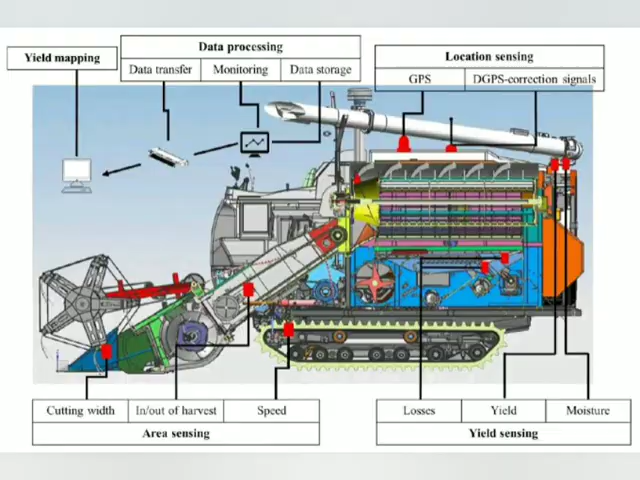 Yield mapping
Data processing
Data transfer Monitoring Data storage
Location sensing
GPS DGPS-correction signals
Cutting width In/out of harvest Speed
Area sensing
Losses Yield Moisture
Yield sensing